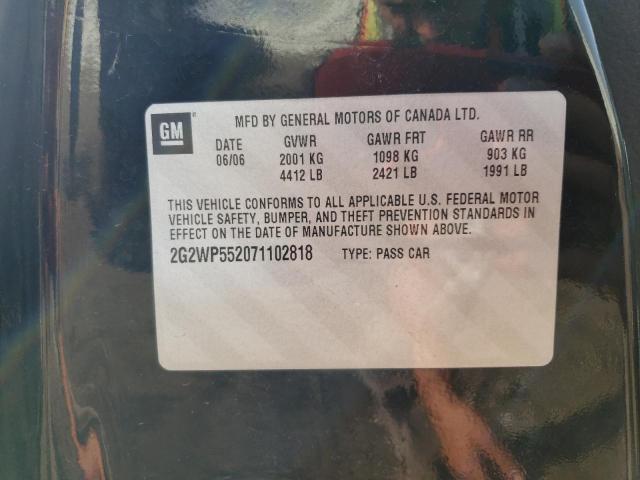 GM
MFD BY GENERAL MOTORS OF CANADA LTD.
DATE GVWR GAWR FRT GAWR RR
06/06 2001 KG 1098 KG 903 KG
4412 LB 2421 LB 1991 LB
THIS VEHICLE CONFORMS TO ALL APPLICABLE U.S. FEDERAL MOTOR
VEHICLE SAFETY, BUMPER, AND THEFT PREVENTION STANDARDS IN
EFFECT ON THE DATE OF MANUFACTURE SHOWN ABOVE.
2G2WP552071102818 TYPE: PASS CAR